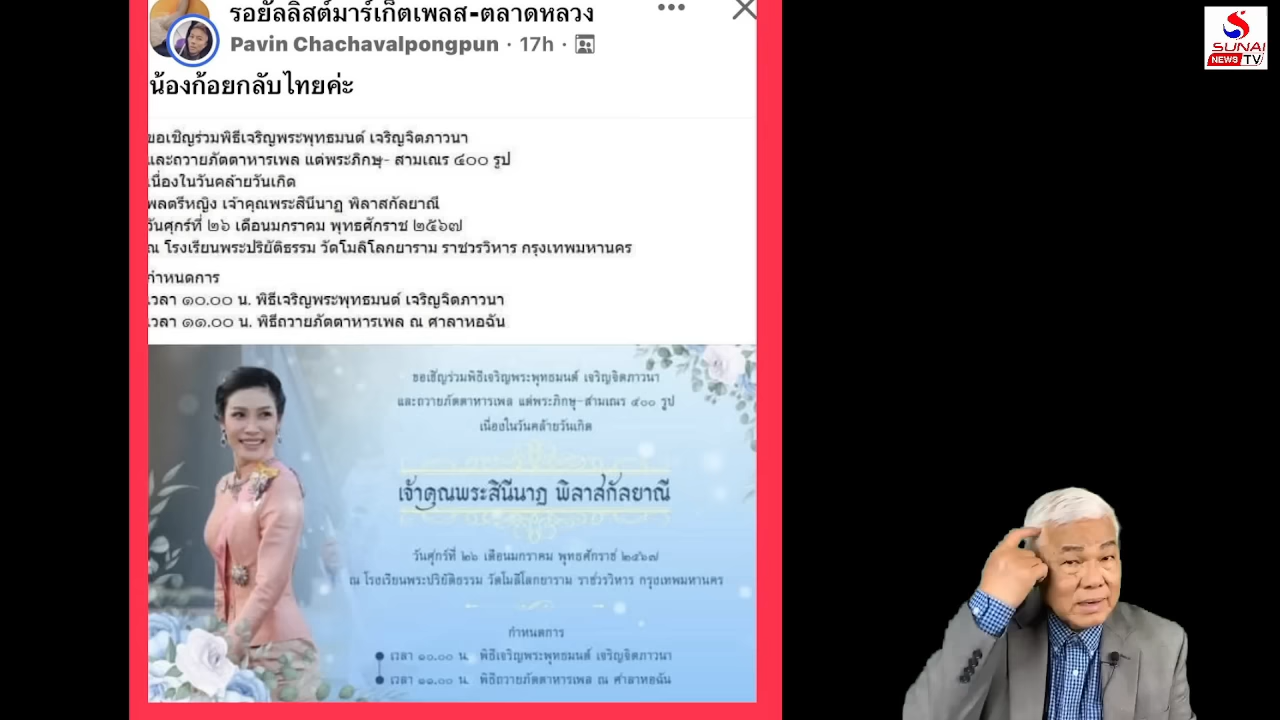 รอยัลลิสต์มาร์เก็ตเพลส-ตลาดหลวง
Pavin Chachavalpongpun · 17h ·
น้องก้อยกลับไทยค่ะ
ขอเชิญร่วมพิธีเจริญพระพุทธมนต์ เจริญจิตภาวนา
และถวายภัตตาหารเพล แด่พระภิกษุ- สามเณร ๔๐๐ รูป
เนื่องในวันคล้ายวันเกิด
พลตรีหญิง เจ้าคุณพระสินีนาฏ พิลาสกัลยาณี
วันศุกร์ที่ ๒๖ เดือนมกราคม พุทธศักราช ๒๕๖๗
ณ โรงเรียนพระปริยัติธรรม วัดโมลีโลกยาราม ราชวรวิหาร กรุงเทพมหานคร
กำหนดการ
เวลา ๑๐.๐๐ น. พิธีเจริญพระพุทธมนต์ เจริญจิตภาวนา
เวลา ๑๑.๐๐ น. พิธีถวายภัตตาหารเพล ณ ศาลาหอฉัน
ขอเชิญร่วมพิธีเจริญพระพุทธมนต์ เจริญจิตภาวนา
และถวายภัตตาหารเพล แด่พระภิกษุ-สามเณร ๔๐๐ รูป
เนื่องในวันคล้ายวันเกิด
เจ้าคุณพระสินีนาฏ พิลาสกัลยาณี
วันศุกร์ที่ ๒๖ เดือนมกราคม พุทธศักราช ๒๕๖๗
ณ โรงเรียนพระปริยัติธรรม วัดโมลีโลกยาราม ราชวรวิหาร กรุงเทพมหานคร
กำหนดการ
เวลา ๑๐.๐๐ น. พิธีเจริญพระพุทธมนต์ เจริญจิตภาวนา
เวลา ๑๑.๐๐ น. พิธีถวายภัตตาหารเพล ณ ศาลาหอฉัน
SUNAI
NEWS TV